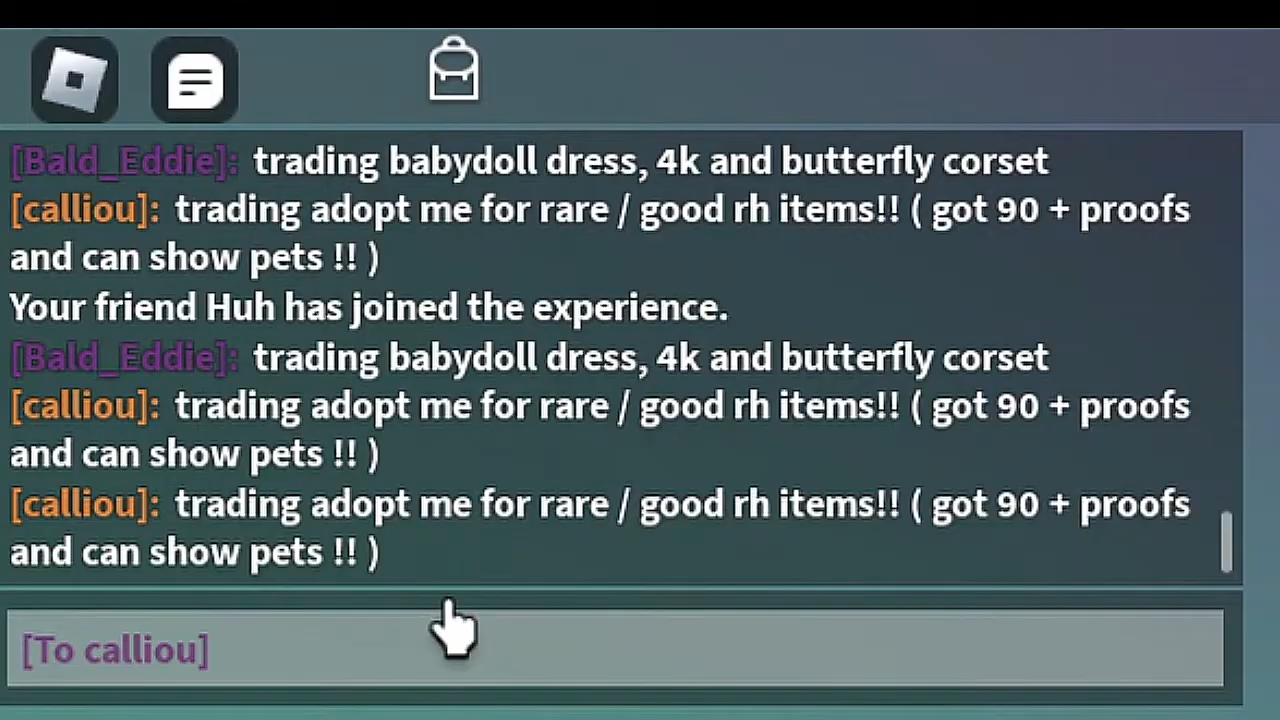 [Bald_Eddie]: trading babydoll dress, 4k and butterfly corset
[calliou]: trading adopt me for rare / good rh items!! ( got 90 + proofs
and can show pets !! )
Your friend Huh has joined the experience.
[Bald_Eddie]: trading babydoll dress, 4k and butterfly corset
[calliou]: trading adopt me for rare / good rh items!! ( got 90 + proofs
and can show pets !! )
[calliou]: trading adopt me for rare / good rh items!! ( got 90 + proofs
and can show pets !! )
[To calliou]